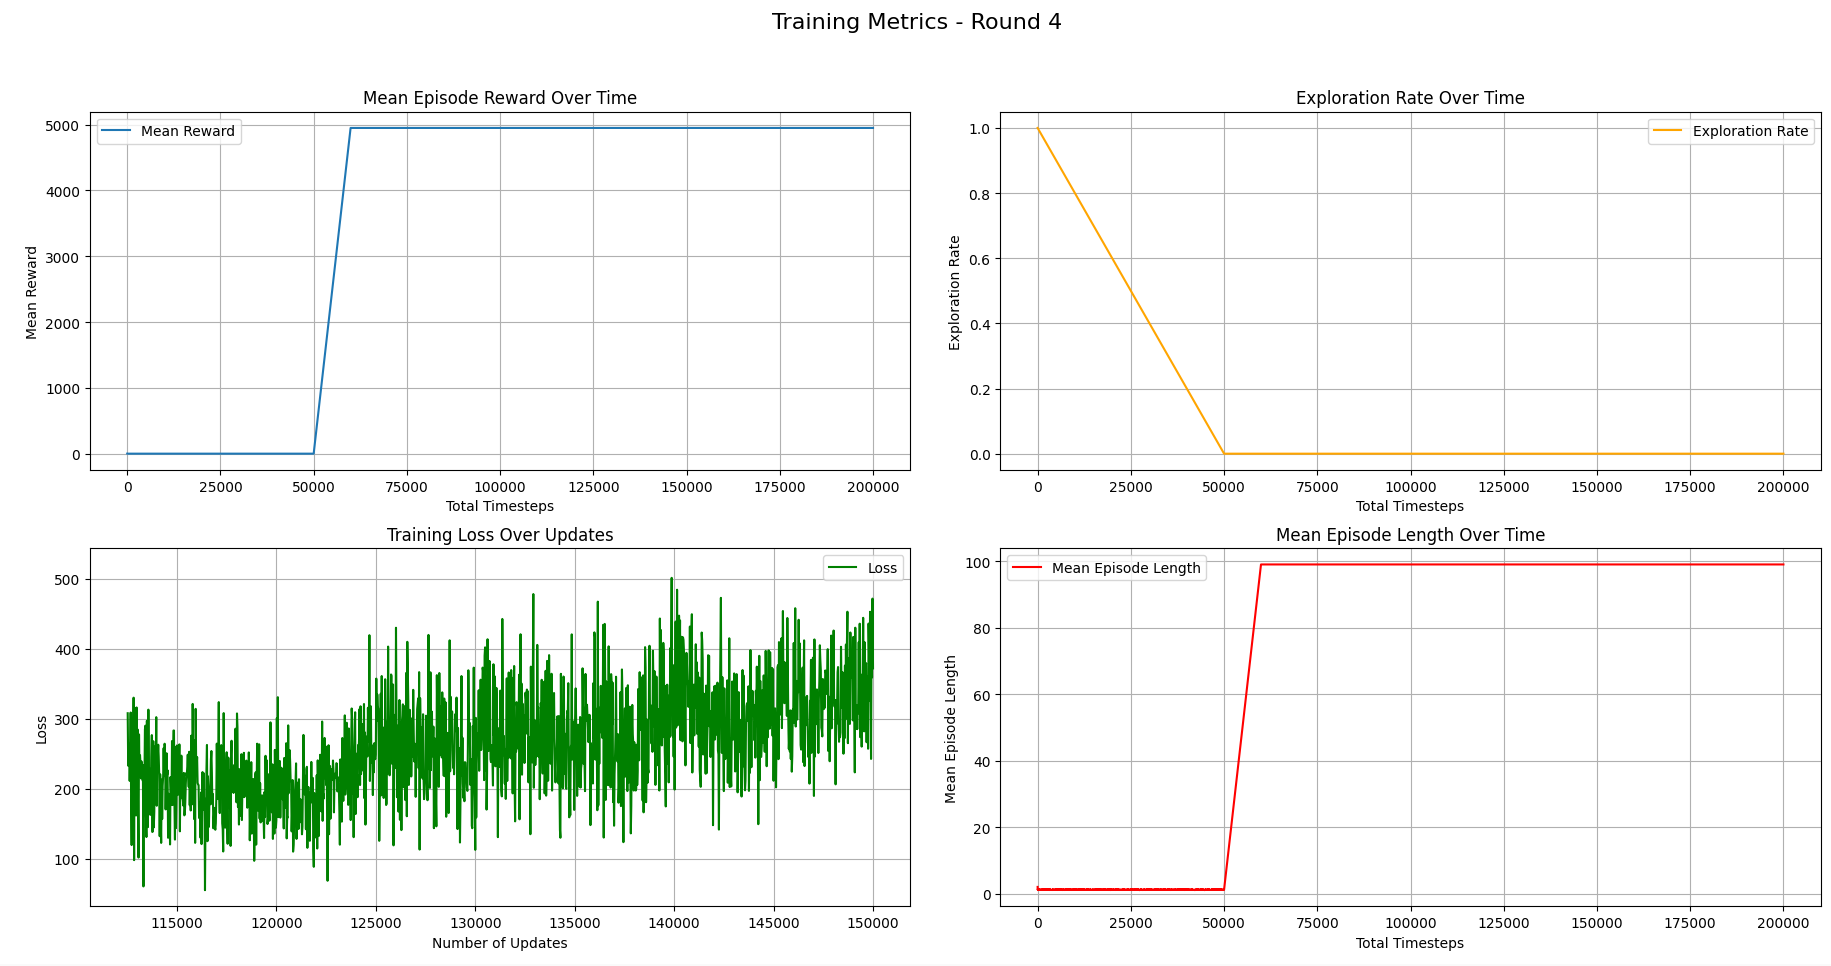 Training Metrics - Round 4
Mean Episode Reward Over Time
Mean Reward
5000
4000
3000
2000
1000
0
Mean Reward
0 25000 50000 75000 100000 125000 150000 175000 200000
Total Timesteps
Exploration Rate Over Time
Exploration Rate
1.0
0.8
0.6
0.4
0.2
0.0
Exploration Rate
0 25000 50000 75000 100000 125000 150000 175000 200000
Total Timesteps
Training Loss Over Updates
Loss
500
400
300
200
100
Loss
115000 120000 125000 130000 135000 140000 145000 150000
Number of Updates
Mean Episode Length Over Time
Mean Episode Length
100
80
60
40
20
0
Mean Episode Length
0 25000 50000 75000 100000 125000 150000 175000 200000
Total Timesteps